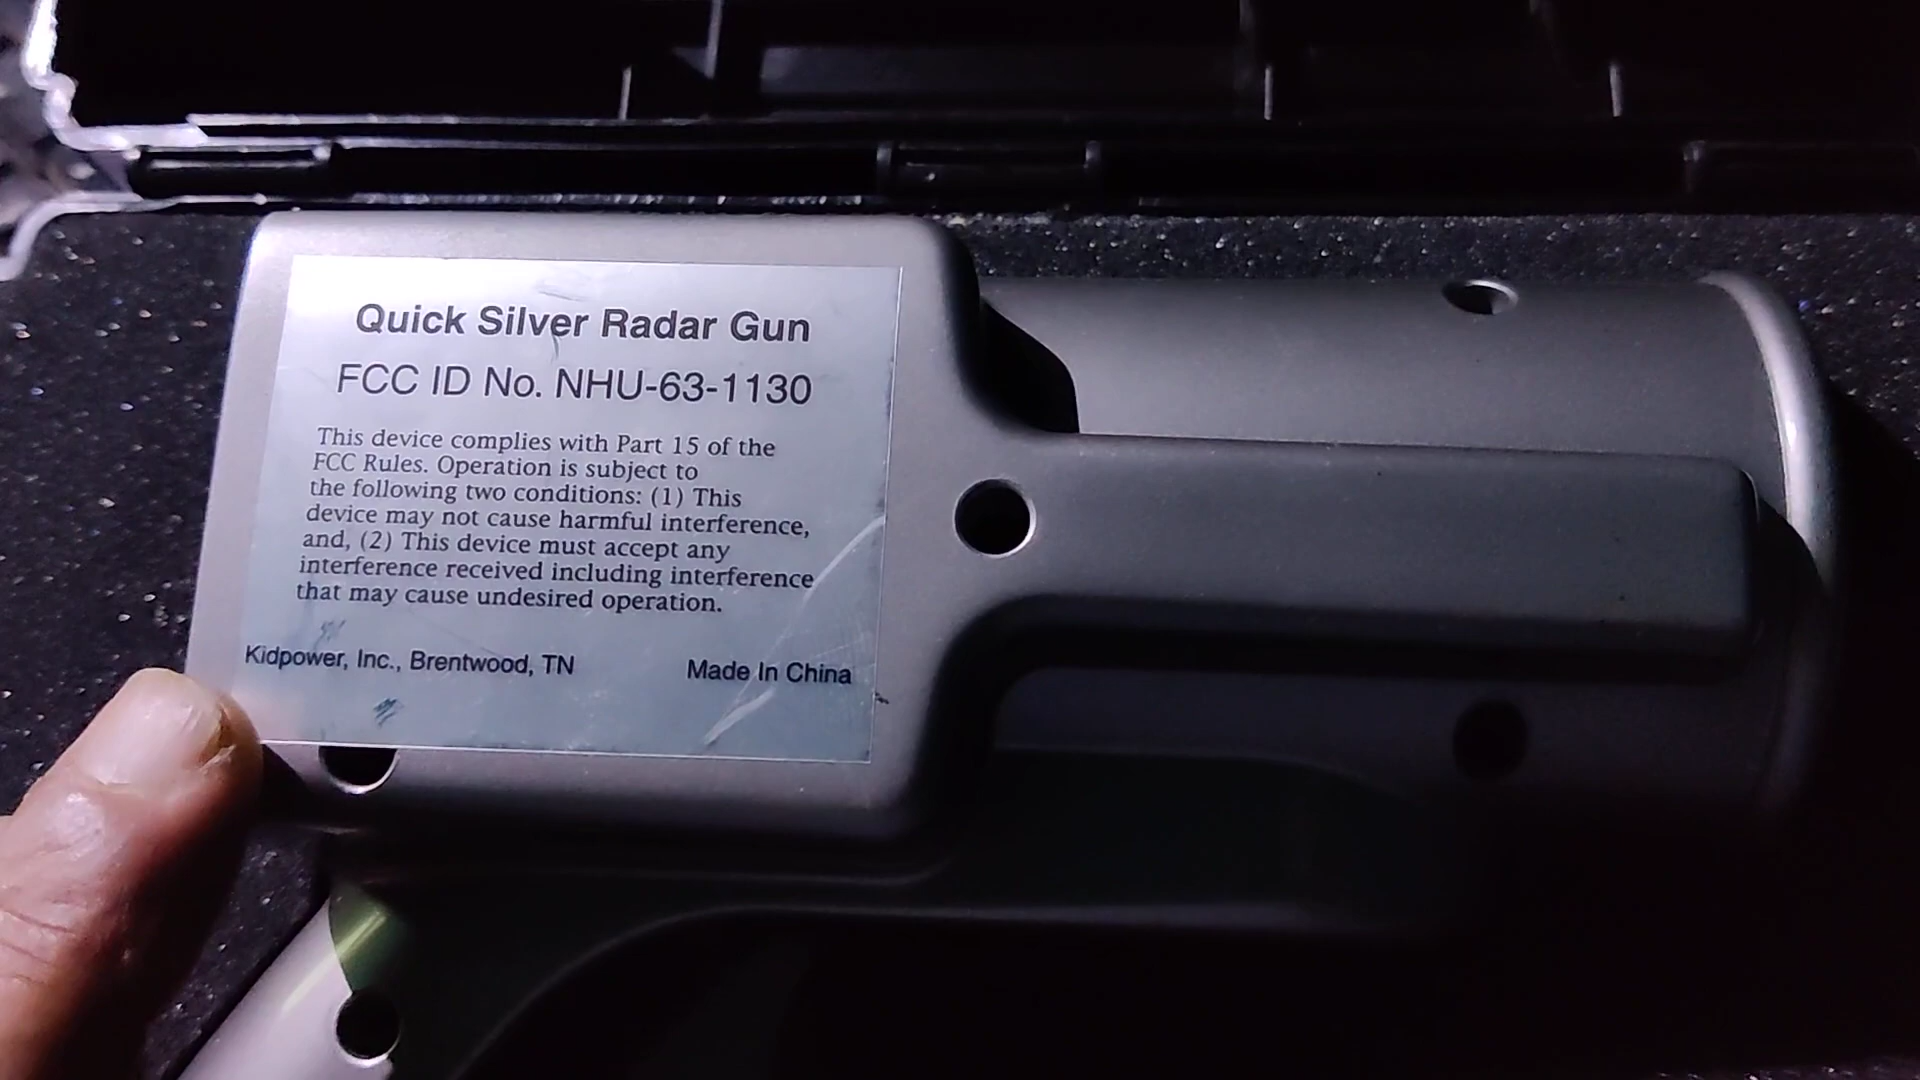 Quick Silver Radar Gun
FCC ID No. NHU-63-1130
This device complies with Part 15 of the
FCC Rules. Operation is subject to
the following two conditions: (1) This
device may not cause harmful interference,
and, (2) This device must accept any
interference received including interference
that may cause undesired operation.
Kidpower, Inc., Brentwood, TN Made In China